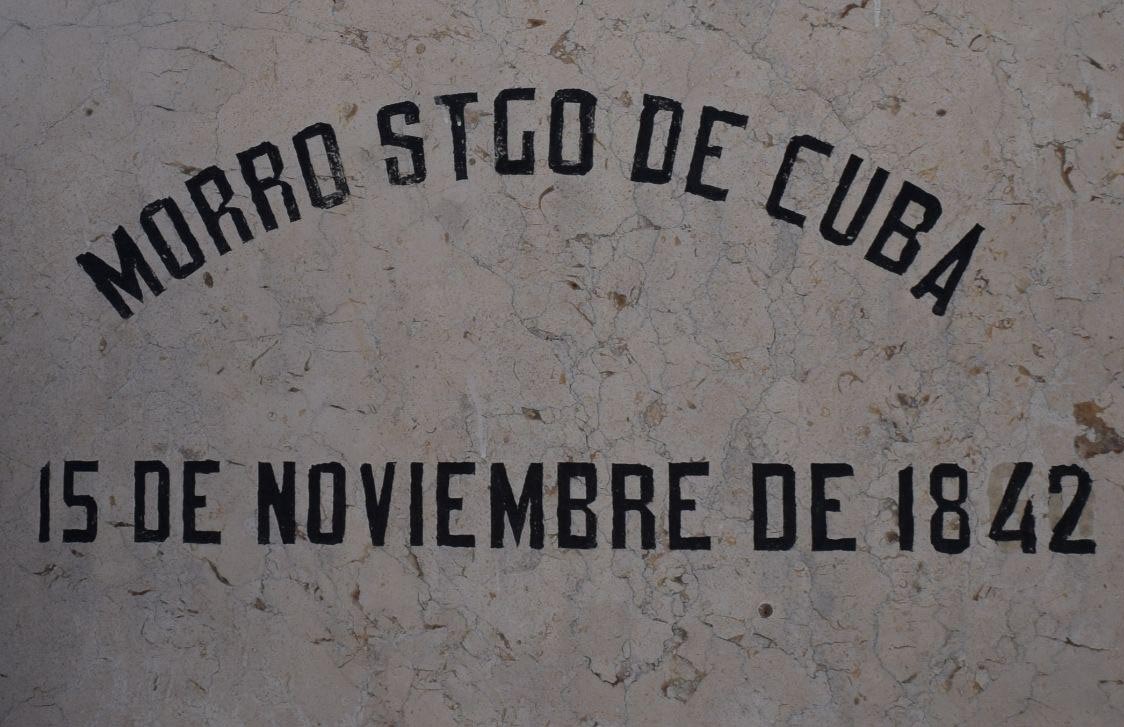 MORRO STGO DE CUBA
15 DE NOVIEMBRE DE 1842